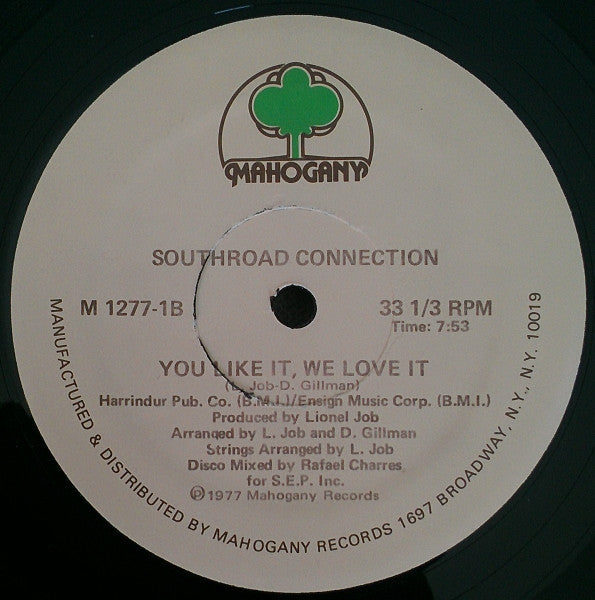 MAHOGANY
SOUTHROAD CONNECTION
M 1277-1B
33 1/3 RPM
Time: 7:53
YOU LIKE IT, WE LOVE IT
(L. Job-D. Gillman)
Harrindur Pub. Co. (B.M.I.)/Ensign Music Corp. (B.M.I.)
Produced by Lionel Job
Arranged by L. Job and D. Gillman
Strings Arranged by L. Job
Disco Mixed by Rafael Charres
for S.E.P. Inc.
℗1977 Mahogany Records
MANUFACTURED & DISTRIBUTED BY MAHOGANY RECORDS 1697 BROADWAY, N.Y., N.Y. 10019